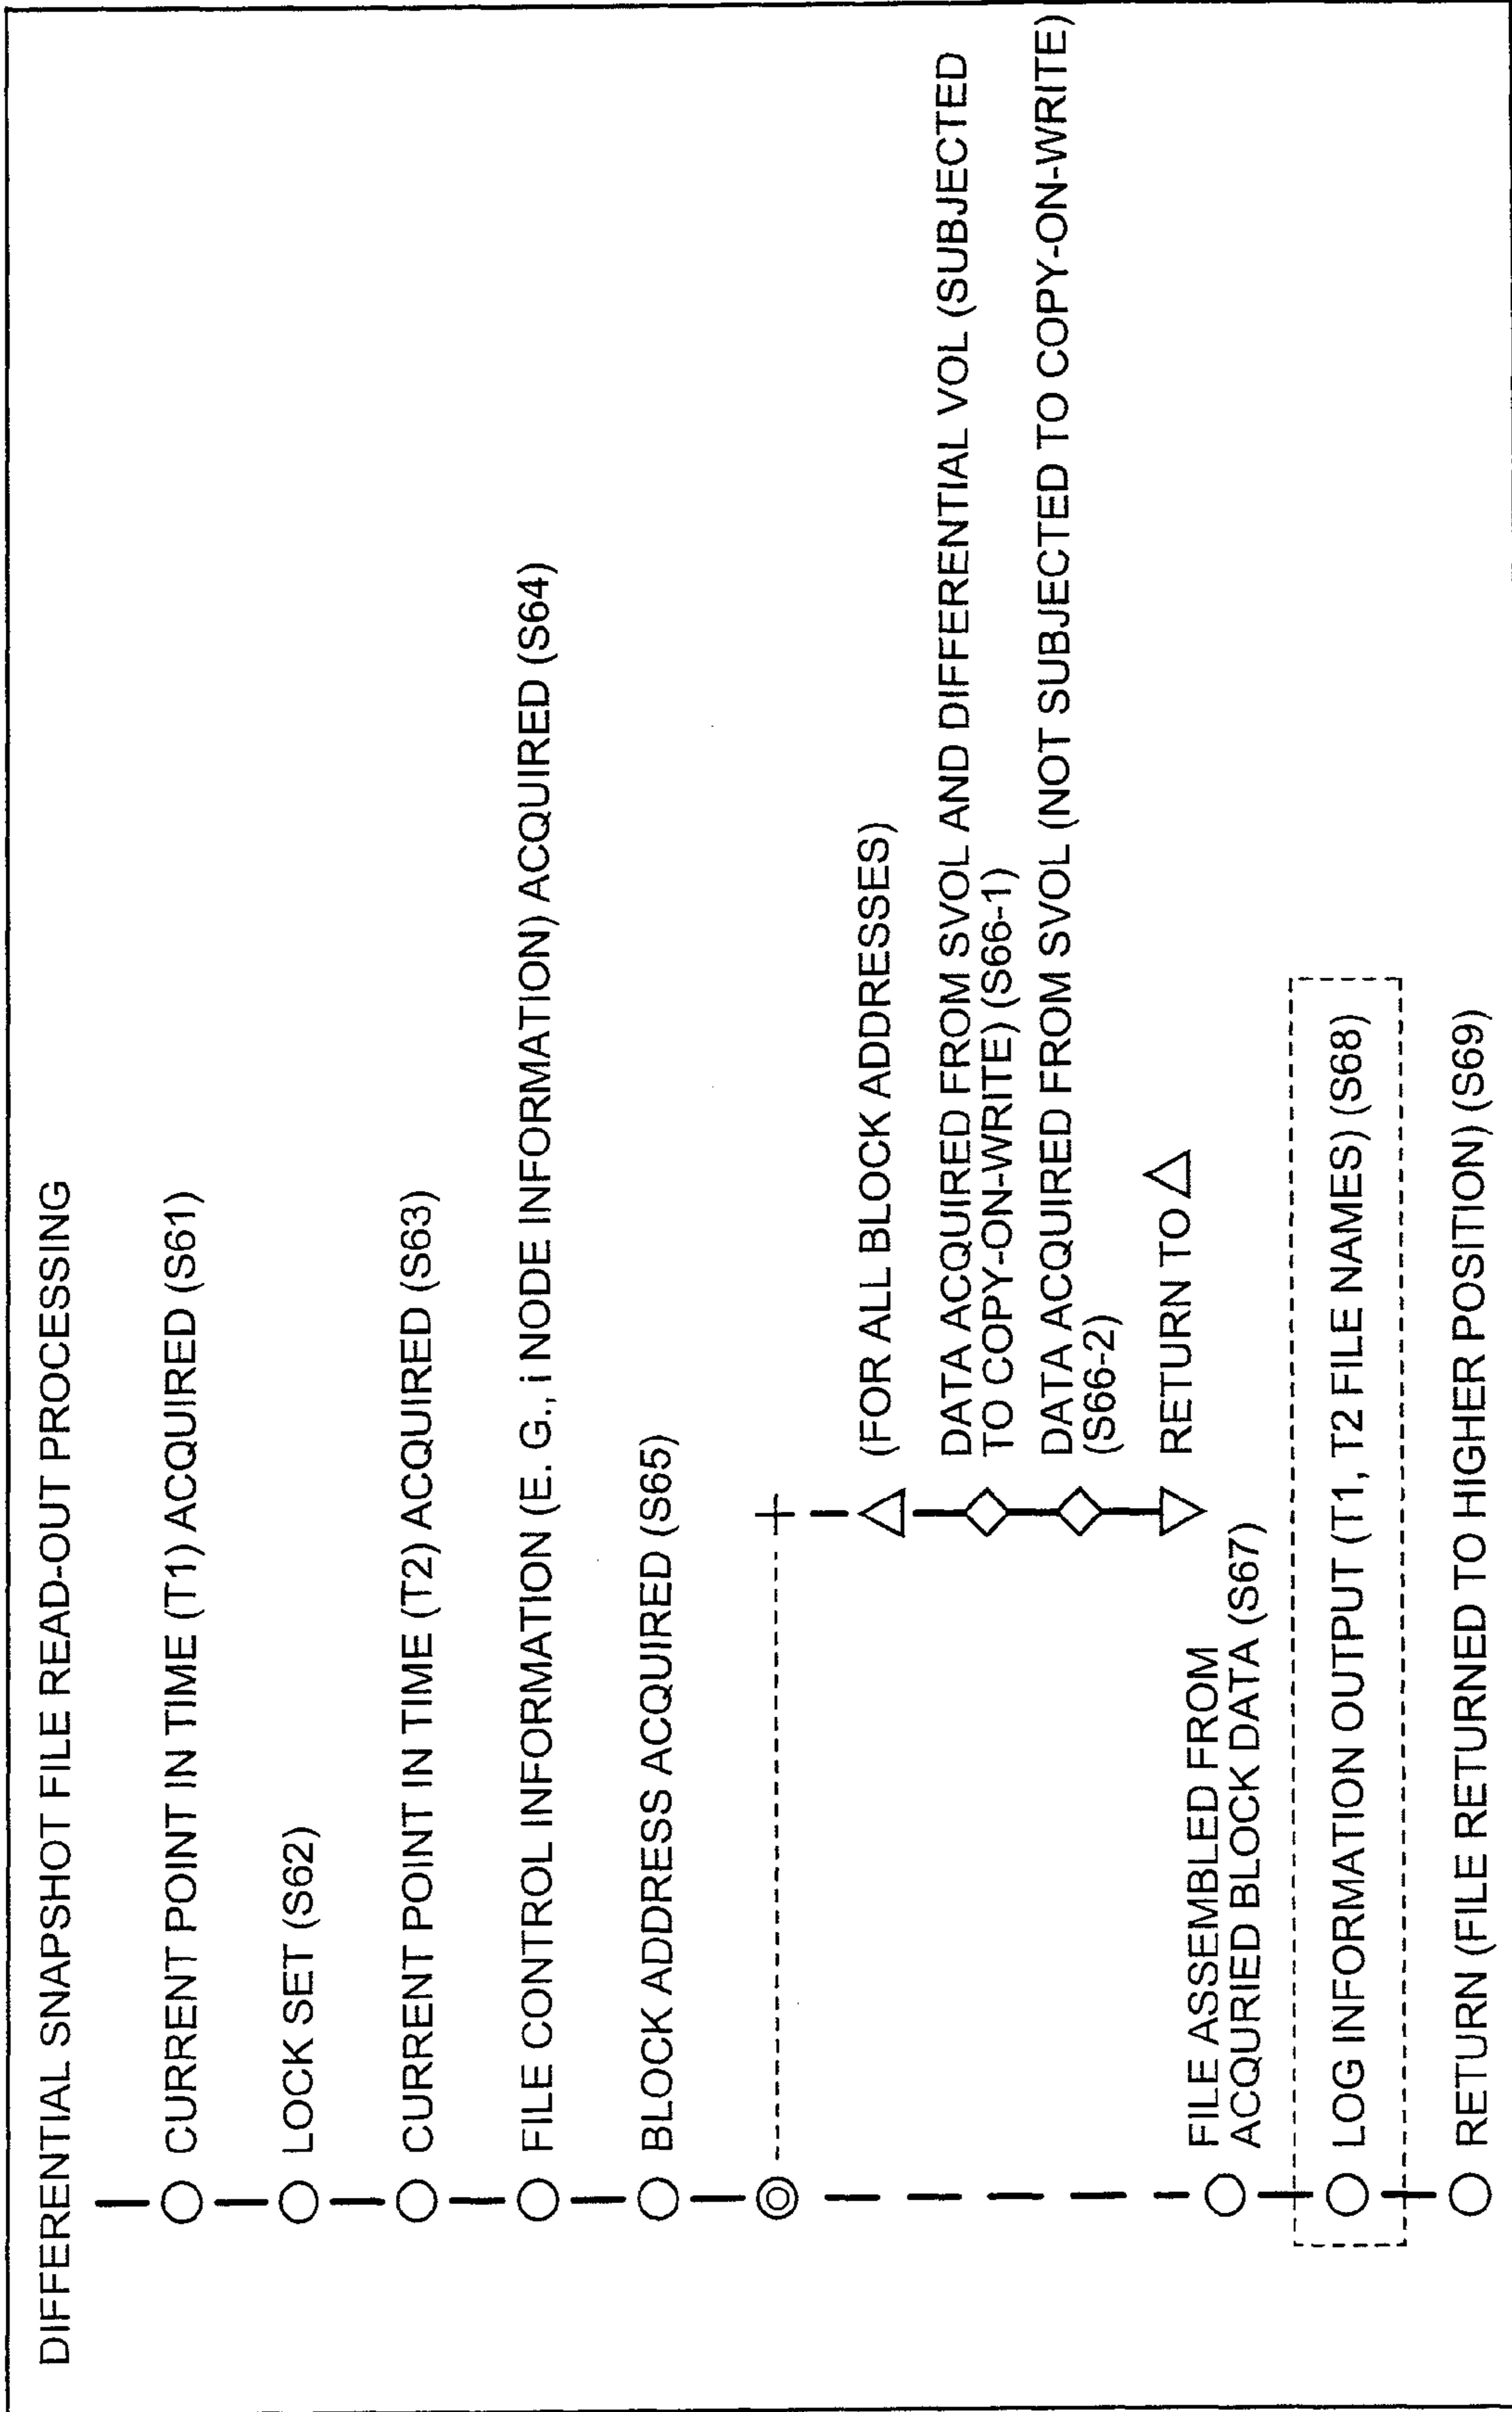 DIFFERENTIAL SNAPSHOT FILE READ-OUT PROCESSING
CURRENT POINT IN TIME (T1) ACQUIRED (S61)
LOCK SET (S62)
CURRENT POINT IN TIME (T2) ACQUIRED (S63)
FILE CONTROL INFORMATION (E. G., i NODE INFORMATION) ACQUIRED (S64)
BLOCK ADDRESS ACQUIRED (S65)
(FOR ALL BLOCK ADDRESSES)
DATA ACQUIRED FROM SVOL AND DIFFERENTIAL VOL (SUBJECTED
TO COPY-ON-WRITE) (S66-1)
DATA ACQUIRED FROM SVOL (NOT SUBJECTED TO COPY-ON-WRITE)
(S66-2)
RETURN TO △
FILE ASSEMBLED FROM
ACQURIED BLOCK DATA (S67)
LOG INFORMATION OUTPUT (T1, T2 FILE NAMES) (S68)
RETURN (FILE RETURNED TO HIGHER POSITION) (S69)